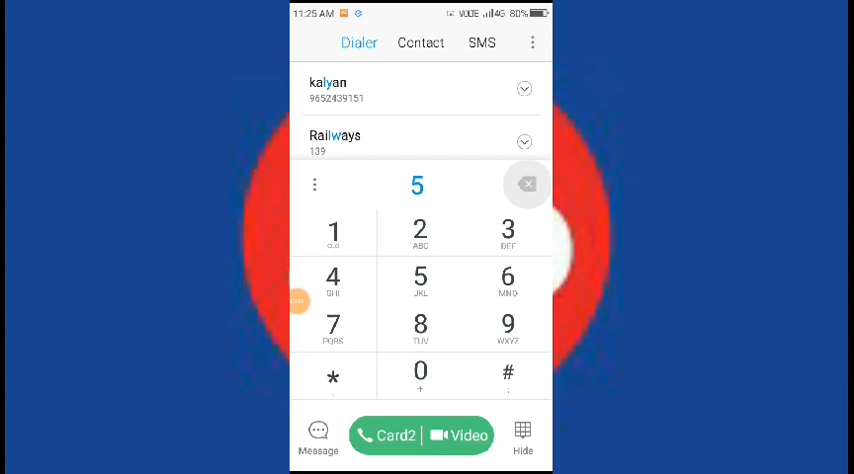 11:25 AM VOLTE 4G 80%
Dialer Contact SMS
kalyan
9652439151
Railways
139
5
1 2 3
ABC DEF
4 5 6
GHI JKL MNO
7 8 9
PQRS TUV WXYZ
* 0 #
, + ;
Card2 Video
Message Hide